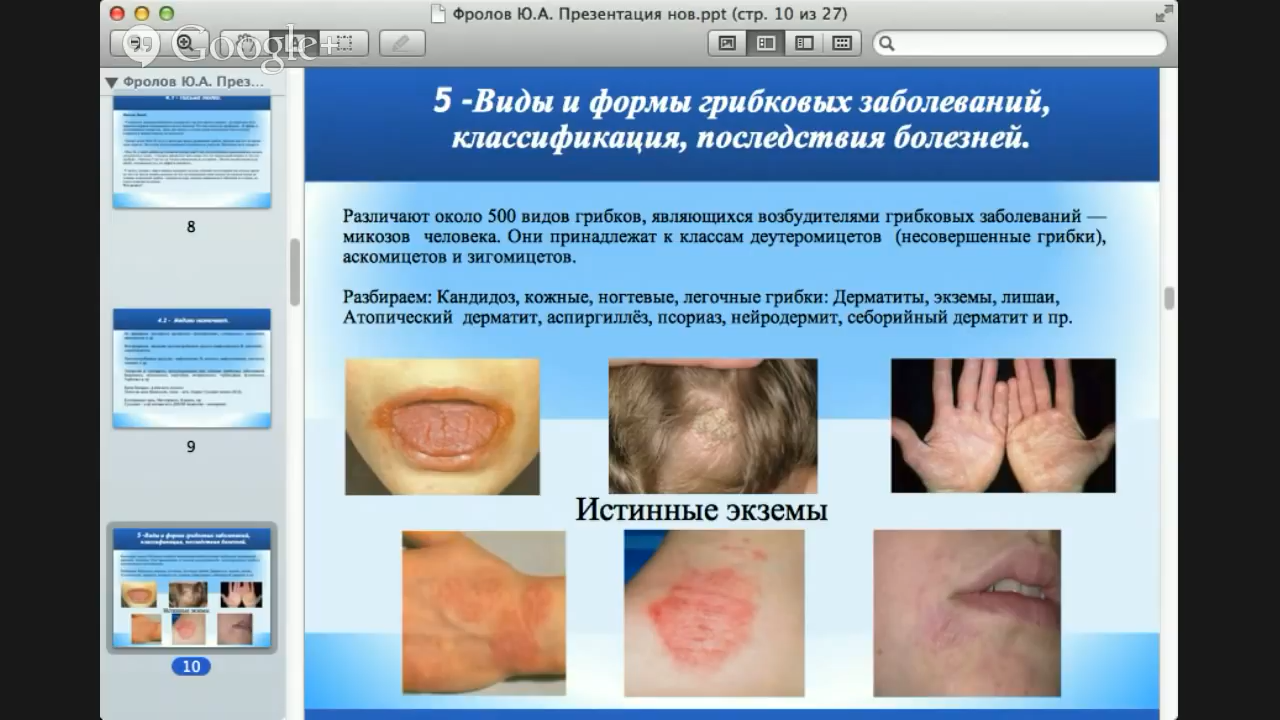 Фролов Ю.А. Презентация нов.ppt (стр. 10 из 27)
Google+
Фролов Ю.А. През...
8
9
10
5 -Виды и формы грибковых заболеваний,
классификация, последствия болезней.
Различают около 500 видов грибков, являющихся возбудителями грибковых заболеваний —
микозов человека. Они принадлежат к классам деутеромицетов (несовершенные грибки),
аскомицетов и зигомицетов.
Разбираем: Кандидоз, кожные, ногтевые, легочные грибки: Дерматиты, экземы, лишаи,
Атопический дерматит, аспиргиллёз, псориаз, нейродермит, себорийный дерматит и пр.
Истинные экземы